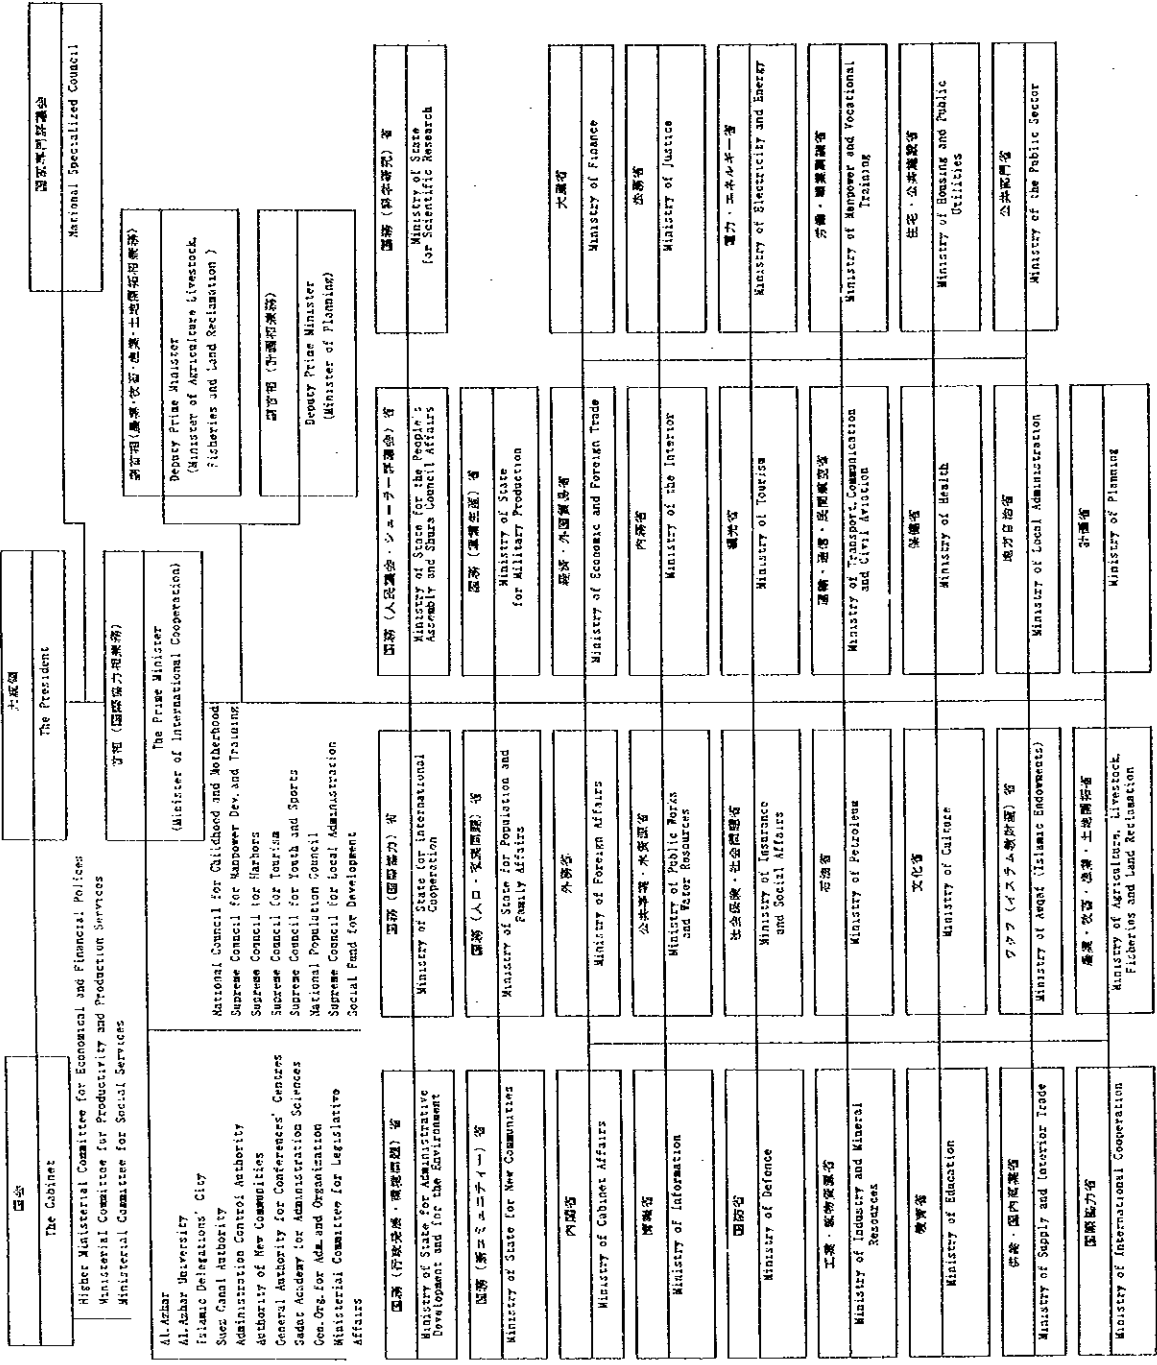 大統領
The President
国会
The Cabinet
国家専門評議会
National Specialized Council
Higher Ministerial Committee for Economical and Financial Polices
Ministerial Committee for Productivity and Production Services
Ministerial Committee for Social Services
首相 (国際協力相兼務)
The Prime Minister
(Minister of International Cooperation)
副首相 (農業・牧畜・漁業・土地開拓相兼務)
Deputy Prime Minister
(Minister of Agriculture Livestock,
Fisheries and Land Reclamation )
副首相 (計画相兼務)
Deputy Prime Minister
(Minister of Planning)
Al.Azhar
Al.Azhar University
Islamic Delegations' City
Suez Canal Authority
Administration Control Authority
Authority of New Communities
General Authority for Conferences' Centres
Sadat Academy for Administration Sciences
Gen.Org.for Adm.and Organization
Ministerial Committee for Legislative
Affairs
National Council for Childhood and Motherhood
Supreme Council for Manpower Dev.and Training
Supreme Council for Harbors
Supreme Council for Tourism
Supreme Council for Youth and Sports
National Population Council
Supreme Council for Local Administration
Social Fund for Development
国務 (行政発展・環境問題) 省
Ministry of State for Administrative
Development and for the Environment
国務 (国際協力) 省
Ministry of State for international
Cooperation
国務 (人民議会・シューラー評議会) 省
Ministry of State for the People's
Assembly and Shura Council Affairs
国務 (科学研究) 省
Ministry of State
for Scientific Research
国務 (新コミュニティー) 省
Ministry of State for New Communities
国務 (人口・家族問題) 省
Ministry of State for Population and
Family Affairs
国務 (軍需生産) 省
Ministry of State
for Military Production
内閣省
Ministry of Cabinet Affairs
外務省
Ministry of Foreign Affairs
経済・外国貿易省
Ministry of Economic and Foreign Trade
大蔵省
Ministry of Finance
情報省
Ministry of Information
公共事業・水資源省
Ministry of Public Works
and Water Resources
内務省
Ministry of the Interior
法務省
Ministry of Justice
国防省
Ministry of Defence
社会保険・社会問題省
Ministry of Insurance
and Social Affairs
観光省
Ministry of Tourism
電力・エネルギー省
Ministry of Electricity and Energy
工業・鉱物資源省
Ministry of Industry and Mineral
Resources
石油省
Ministry of Petroleum
運輸・通信・民間航空省
Ministry of Transport,Communication
and Civil Aviation
労働・職業訓練省
Ministry of Manpower and Vocational
Training
教育省
Ministry of Education
文化省
Ministry of Culture
保健省
Ministry of Health
住宅・公共施設省
Ministry of Housing and Public
Utilities
供給・国内商業省
Ministry of Supply and Interior Trade
ワクフ (イスラム教財産) 省
Ministry of Awqaf (Islamic Endowments)
地方自治省
Ministry of Local Administration
公共部門省
Ministry of the Public Sector
国際協力省
Ministry of International Cooperation
農業・牧畜・漁業・土地開拓省
Ministry of Agriculture, Livestock,
Fisheries and Land Reclamation
計画省
Ministry of Planning